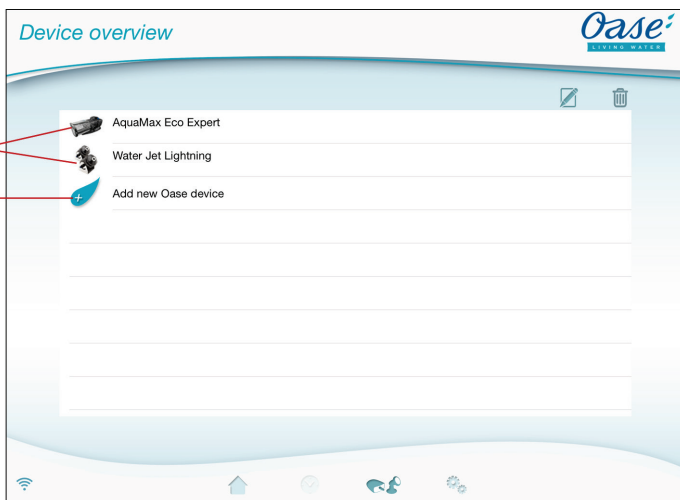 Device overview
Oase
LIVING WATER
AquaMax Eco Expert
Water Jet Lightning
Add new Oase device